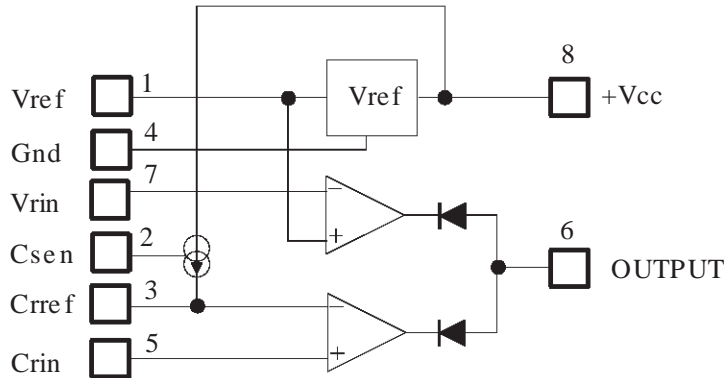 8
Vref 1 Vref +Vcc
Gnd 4
Vrin 7 −
Csen 2 + 6
OUTPUT
Crref 3 −
Crin 5 +